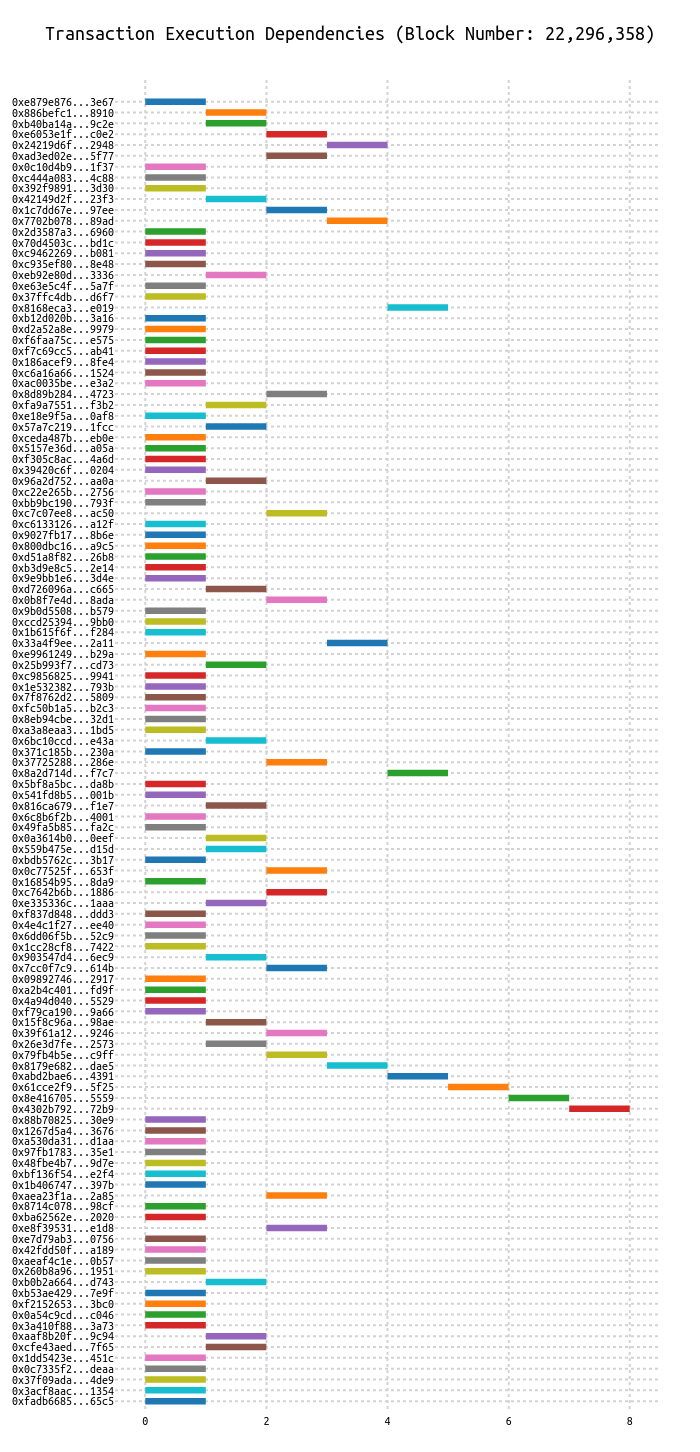 Transaction Execution Dependencies (Block Number: 22,296,358)
0xe879e876...3e67
0x886befc1...8910
0xb40ba14a...9c2e
0xe6053e1f...c0e2
0x24219d6f...2948
0xad3ed02e...5f77
0x0c10d4b9...1f37
0xc444a083...4c88
0x392f9891...3d30
0x42149d2f...23f3
0x1c7dd67e...97ee
0x7702b078...89ad
0x2d3587a3...6960
0x70d4503c...bd1c
0xc9462269...b081
0xc935ef80...8e48
0xeb92e80d...3336
0xe63e5c4f...5a7f
0x37ffc4db...d6f7
0x8168eca3...e019
0xb12d020b...3a16
0xd2a52a8e...9979
0xf6faa75c...e575
0xf7c69cc5...ab41
0x186acef9...8fe4
0xc6a16a66...1524
0xac0035be...e3a2
0x8d89b284...4723
0xfa9a7551...f3b2
0xe18e9f5a...0af8
0x57a7c219...1fcc
0xceda487b...eb0e
0x5157e36d...a05a
0xf305c8ac...4a6d
0x39420c6f...0204
0x96a2d752...aa0a
0xc22e265b...2756
0xbb9bc190...793f
0xc7c07ee8...ac50
0xc6133126...a12f
0x9027fb17...8b6e
0x800dbc16...a9c5
0xd51a8f82...26b8
0xb3d9e8c5...2e14
0x9e9bb1e6...3d4e
0xd726096a...c665
0x0b8f7e4d...8ada
0x9b0d5508...b579
0xccd25394...9bb0
0x1b615f6f...f284
0x33a4f9ee...2a11
0xe9961249...b29a
0x25b993f7...cd73
0xc9856825...9941
0x1e532382...793b
0x7f8762d2...5809
0xfc50b1a5...b2c3
0x8eb94cbe...32d1
0xa3a8eaa3...1bd5
0x6bc10ccd...e43a
0x371c185b...230a
0x37725288...286e
0x8a2d714d...f7c7
0x5bf8a5bc...da8b
0x541fd8b5...001b
0x816ca679...f1e7
0x6c8b6f2b...4001
0x49fa5b85...fa2c
0x0a3614b0...0eef
0x559b475e...d15d
0xbdb5762c...3b17
0x0c77525f...653f
0x16854b95...8da9
0xc7642b6b...1886
0xe335336c...1aaa
0xf837d848...ddd3
0x4e4c1f27...ee40
0x6dd06f5b...52c9
0x1cc28cf8...7422
0x903547d4...6ec9
0x7cc0f7c9...614b
0x09892746...2917
0xa2b4c401...fd9f
0x4a94d040...5529
0xf79ca190...9a66
0x15f8c96a...98ae
0x39f61a12...9246
0x26e3d7fe...2573
0x79fb4b5e...c9ff
0x8179e682...dae5
0xabd2bae6...4391
0x61cce2f9...5f25
0x8e416705...5559
0x4302b792...72b9
0x88b70825...30e9
0x1267d5a4...3676
0xa530da31...d1aa
0x97fb1783...35e1
0x48fbe4b7...9d7e
0xbf136f54...e2f4
0x1b406747...397b
0xaea23f1a...2a85
0x8714c078...98cf
0xba62562e...2020
0xe8f39531...e1d8
0xe7d79ab3...0756
0x42fdd50f...a189
0xaeaf4c1e...0b57
0x260b8a96...1951
0xb0b2a664...d743
0xb53ae429...7e9f
0xf2152653...3bc0
0x0a54c9cd...c046
0x3a410f88...3a73
0xaaf8b20f...9c94
0xcfe43aed...7f65
0x1dd5423e...451c
0x0c7335f2...deaa
0x37f09ada...4de9
0x3acf8aac...1354
0xfadb6685...65c5
0 2 4 6 8